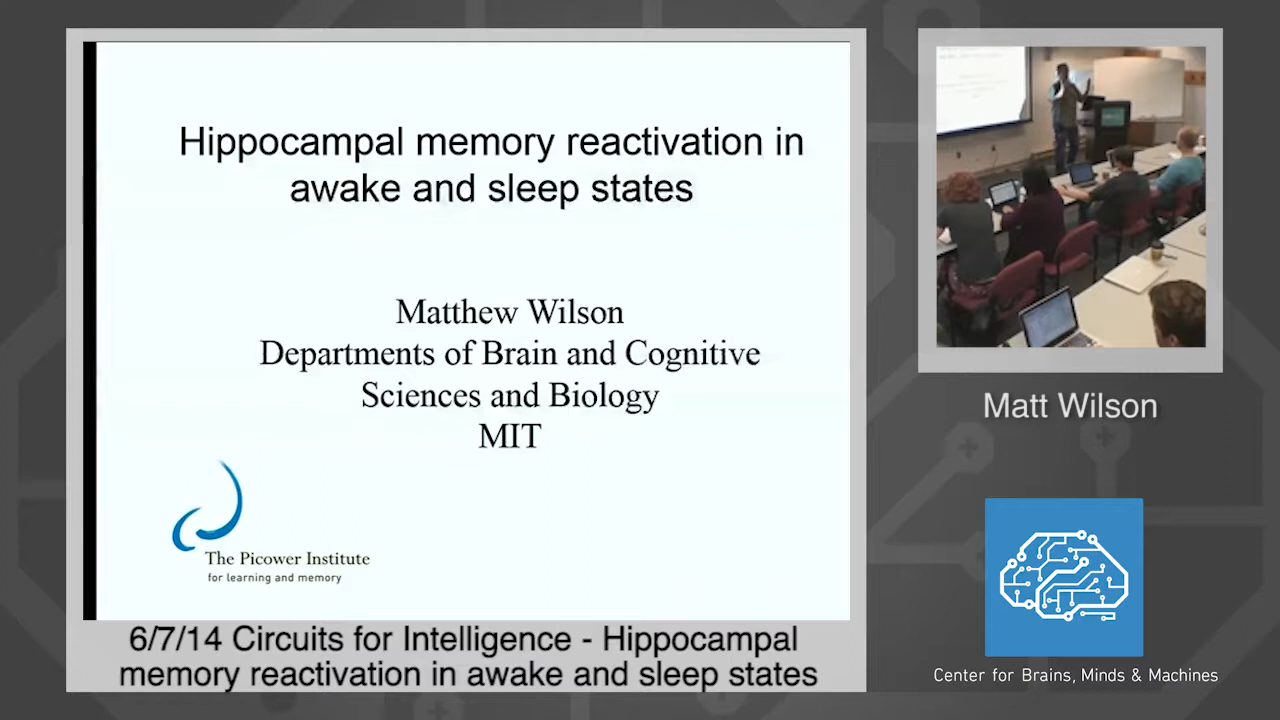 Hippocampal memory reactivation in
awake and sleep states
Matthew Wilson
Departments of Brain and Cognitive
Sciences and Biology
MIT
The Picower Institute
for learning and memory
6/7/14 Circuits for Intelligence - Hippocampal
memory reactivation in awake and sleep states
Matt Wilson
Center for Brains, Minds & Machines